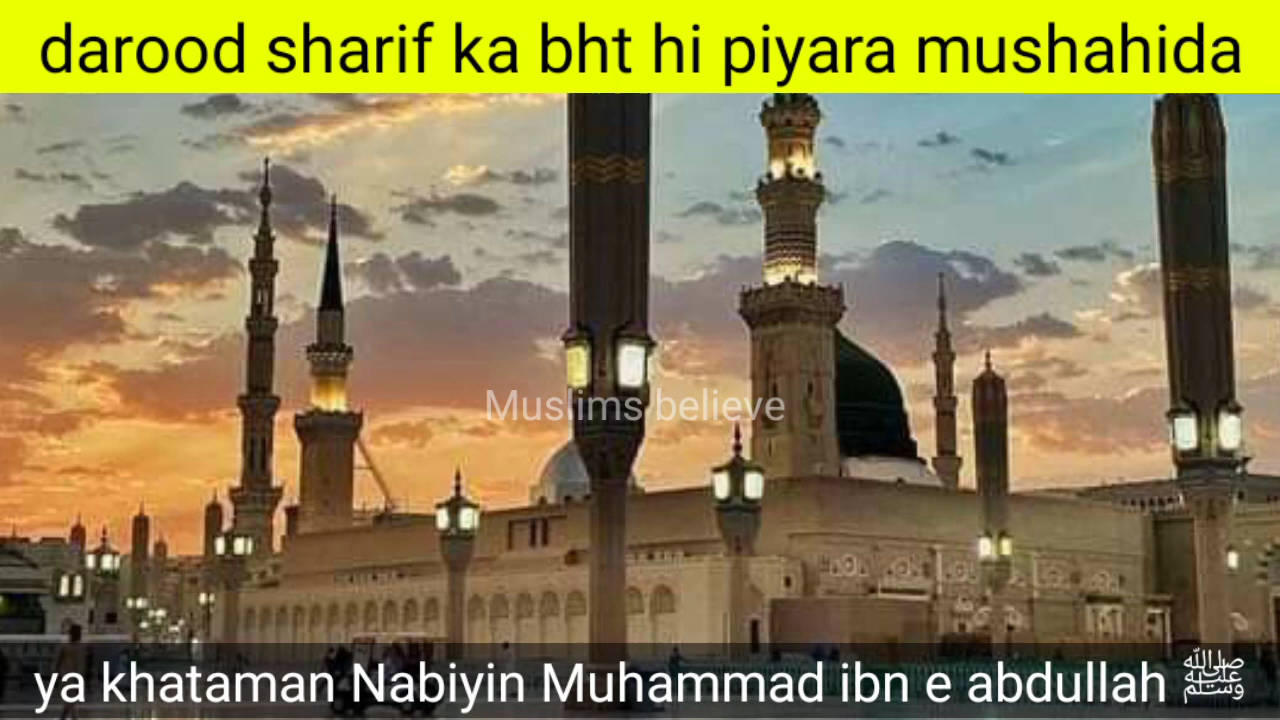 darood sharif ka bht hi piyara mushahida
Muslims believe
ya khataman Nabiyin Muhammad ibn e abdullah ﷺ